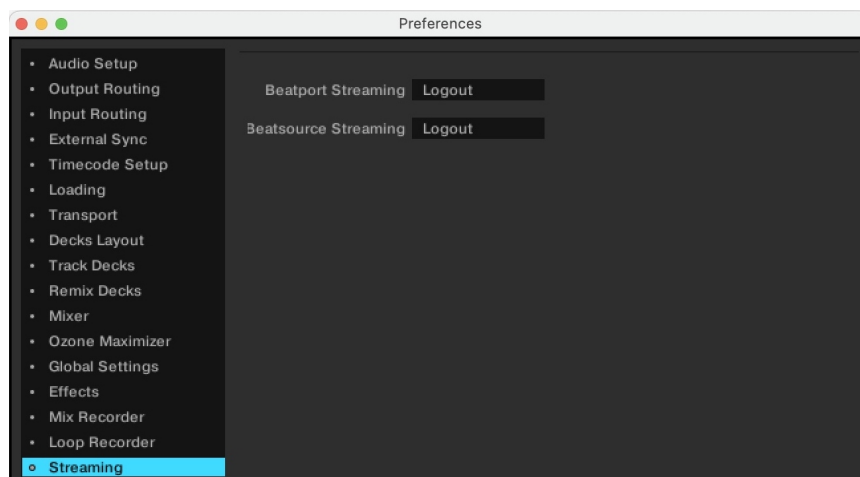 Preferences
Audio Setup
Output Routing
Input Routing
External Sync
Timecode Setup
Loading
Transport
Decks Layout
Track Decks
Remix Decks
Mixer
Ozone Maximizer
Global Settings
Effects
Mix Recorder
Loop Recorder
Streaming
Beatport Streaming Logout
Beatsource Streaming Logout